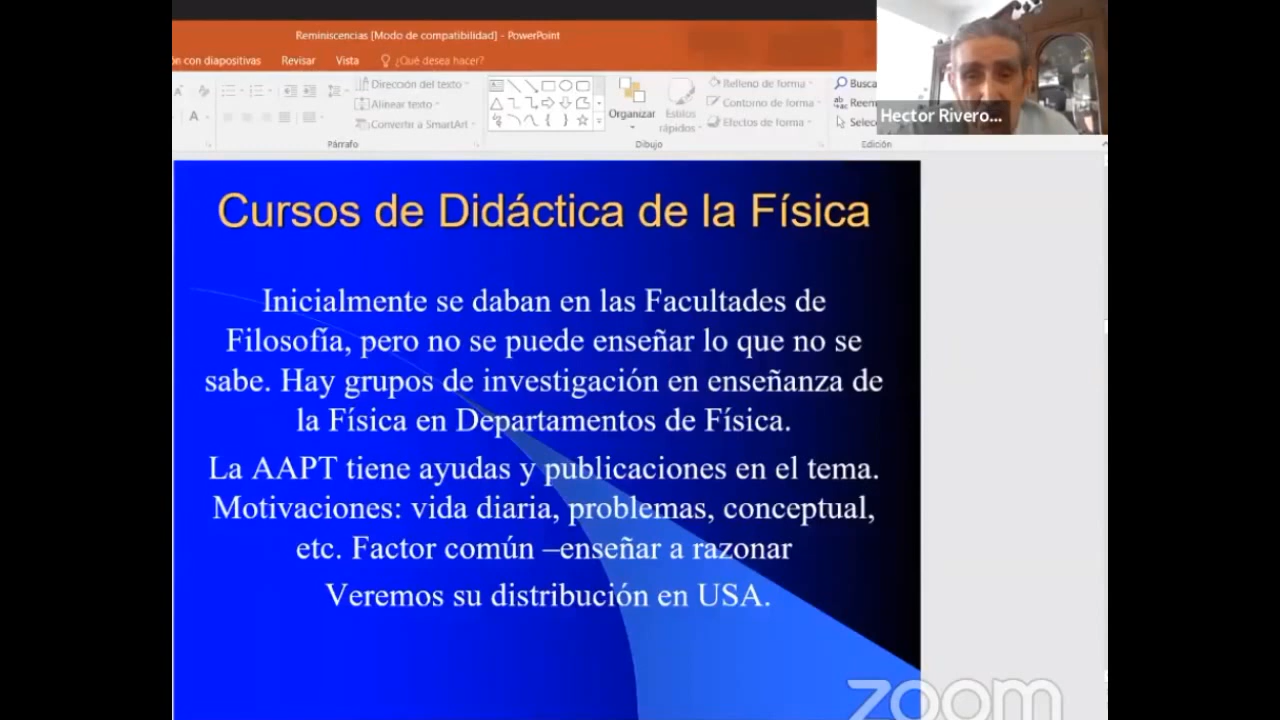 Reminiscencias [Modo de compatibilidad] - PowerPoint
ón con diapositivas Revisar Vista ¿Qué desea hacer?
Dirección del texto
Alinear texto
Convertir a SmartArt
Párrafo
Organizar
Estilos rápidos
Relleno de forma
Contorno de forma
Efectos de forma
Dibujo
Busca
Reem
Selec
Edición
Hector Rivero...
Cursos de Didáctica de la Física
Inicialmente se daban en las Facultades de
Filosofía, pero no se puede enseñar lo que no se
sabe. Hay grupos de investigación en enseñanza de
la Física en Departamentos de Física.
La AAPT tiene ayudas y publicaciones en el tema.
Motivaciones: vida diaria, problemas, conceptual,
etc. Factor común –enseñar a razonar
Veremos su distribución en USA.
zoom